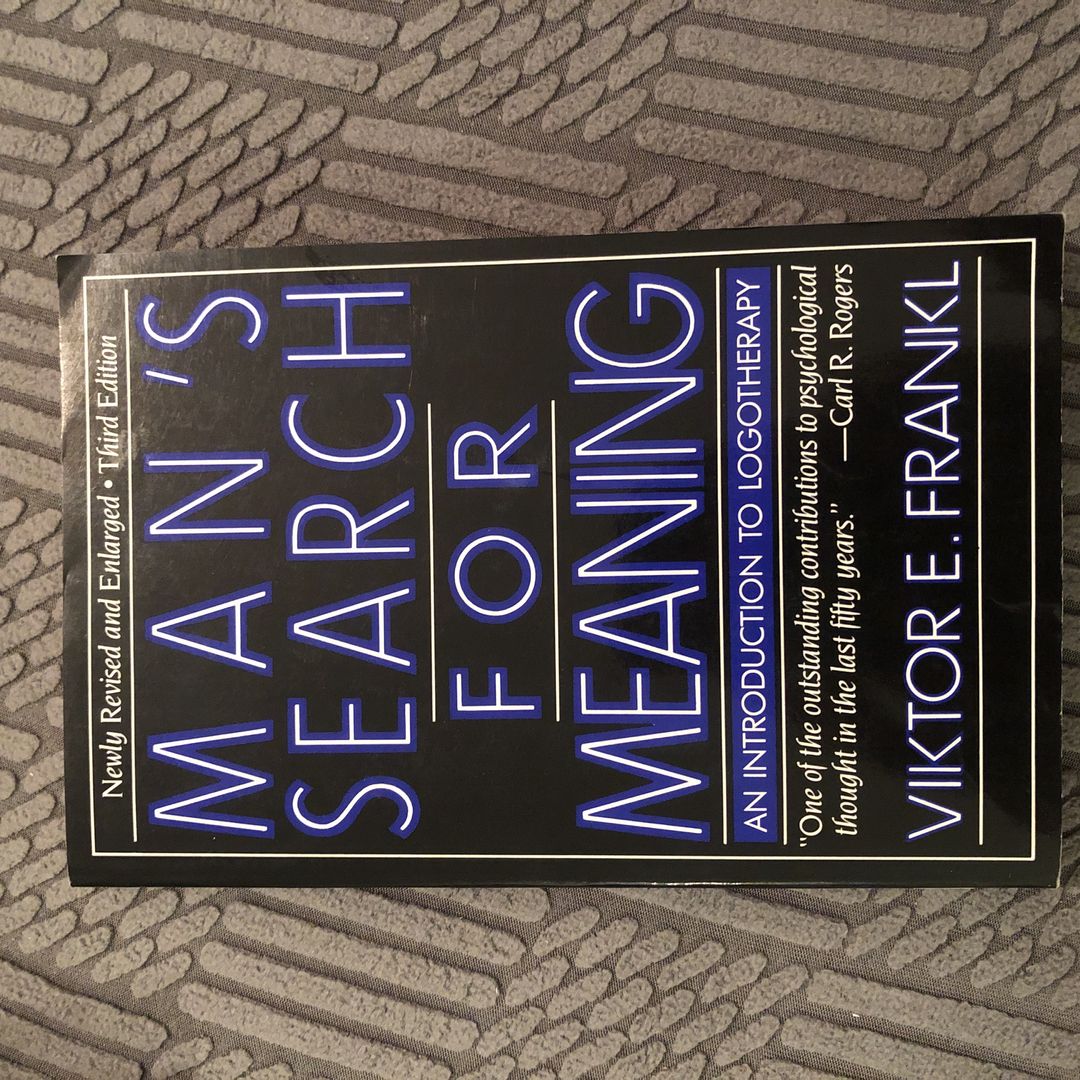 Newly Revised and Enlarged • Third Edition
MAN'S
SEARCH
FOR
MEANING
AN INTRODUCTION TO LOGOTHERAPY
"One of the outstanding contributions to psychological
thought in the last fifty years."
—Carl R. Rogers
VIKTOR E. FRANKL